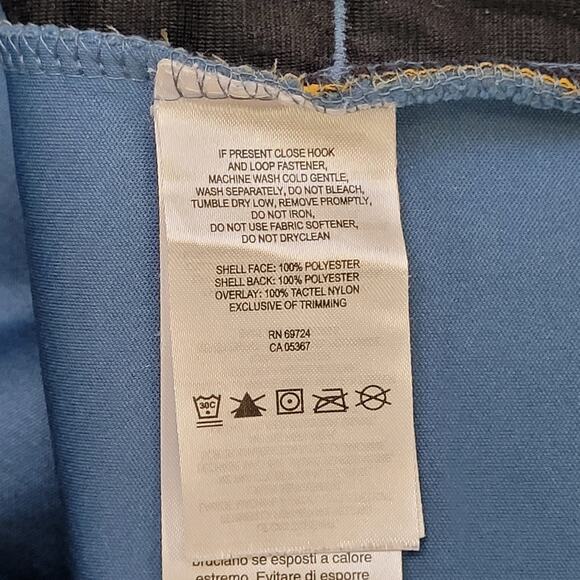 IF PRESENT CLOSE HOOK
AND LOOP FASTENER,
MACHINE WASH COLD GENTLE,
WASH SEPARATELY, DO NOT BLEACH,
TUMBLE DRY LOW, REMOVE PROMPTLY,
DO NOT IRON,
DO NOT USE FABRIC SOFTENER,
DO NOT DRYCLEAN
SHELL FACE: 100% POLYESTER
SHELL BACK: 100% POLYESTER
OVERLAY: 100% TACTEL NYLON
EXCLUSIVE OF TRIMMING
RN 69724
CA 05367
30C
bruciano se esposti a calore
estremo. Evitare di esporre